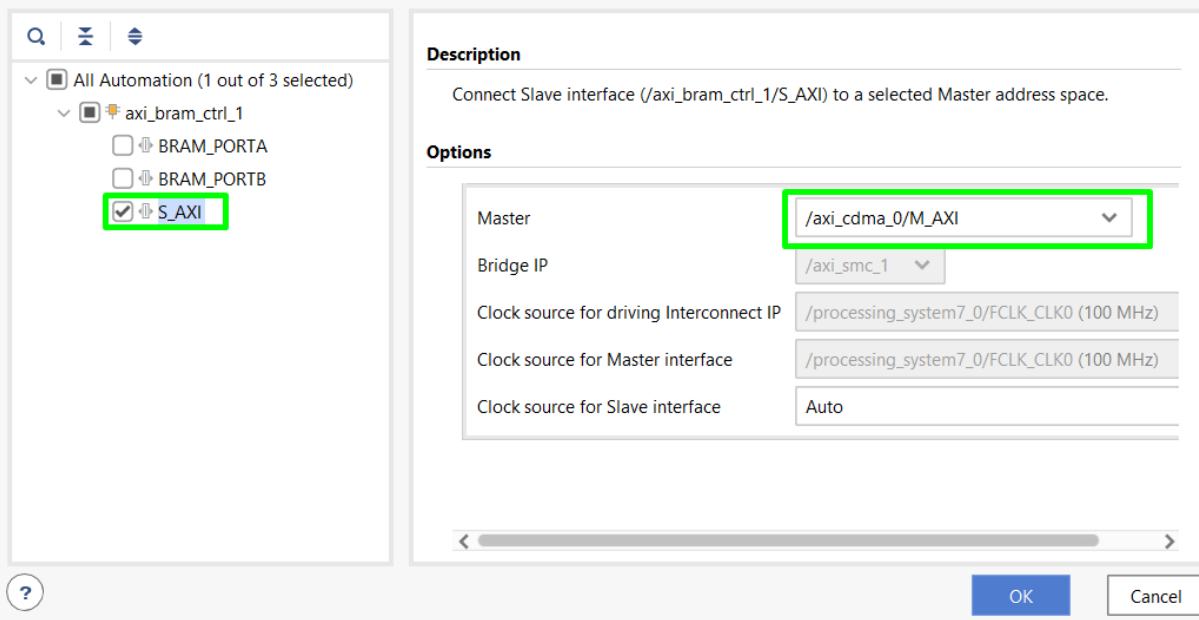 All Automation (1 out of 3 selected)
axi_bram_ctrl_1
BRAM_PORTA
BRAM_PORTB
S_AXI
Description
Connect Slave interface (/axi_bram_ctrl_1/S_AXI) to a selected Master address space.
Options
Master /axi_cdma_0/M_AXI
Bridge IP /axi_smc_1
Clock source for driving Interconnect IP /processing_system7_0/FCLK_CLK0 (100 MHz)
Clock source for Master interface /processing_system7_0/FCLK_CLK0 (100 MHz)
Clock source for Slave interface Auto
?
OK
Cancel